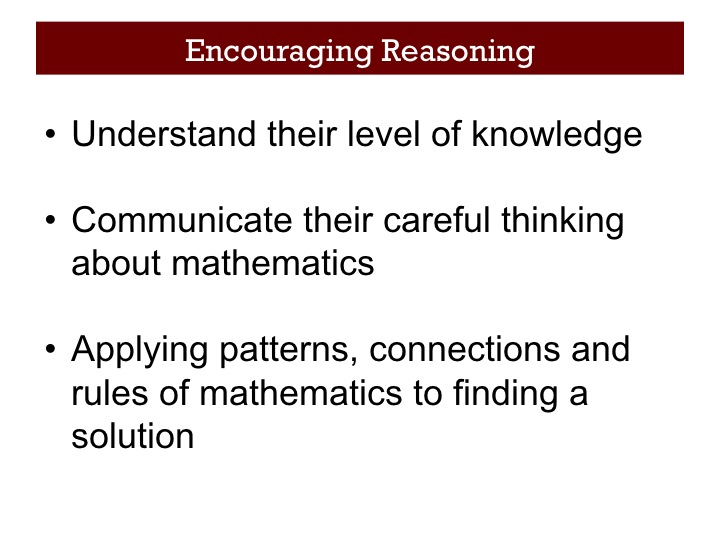 Encouraging Reasoning
• Understand their level of knowledge
• Communicate their careful thinking
about mathematics
• Applying patterns, connections and
rules of mathematics to finding a
solution